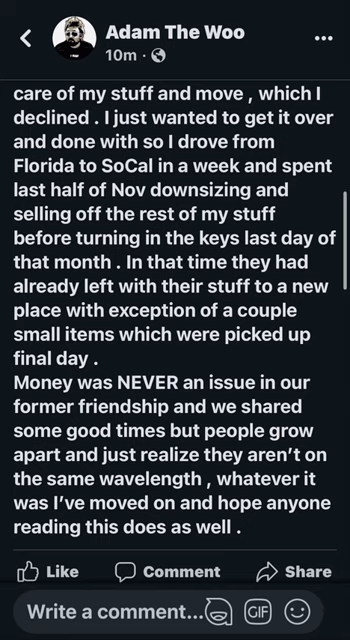 Adam The Woo
10m ·
care of my stuff and move , which I
declined . I just wanted to get it over
and done with so I drove from
Florida to SoCal in a week and spent
last half of Nov downsizing and
selling off the rest of my stuff
before turning in the keys last day of
that month . In that time they had
already left with their stuff to a new
place with exception of a couple
small items which were picked up
final day .
Money was NEVER an issue in our
former friendship and we shared
some good times but people grow
apart and just realize they aren’t on
the same wavelength , whatever it
was I’ve moved on and hope anyone
reading this does as well .
Like Comment Share
Write a comment... GIF